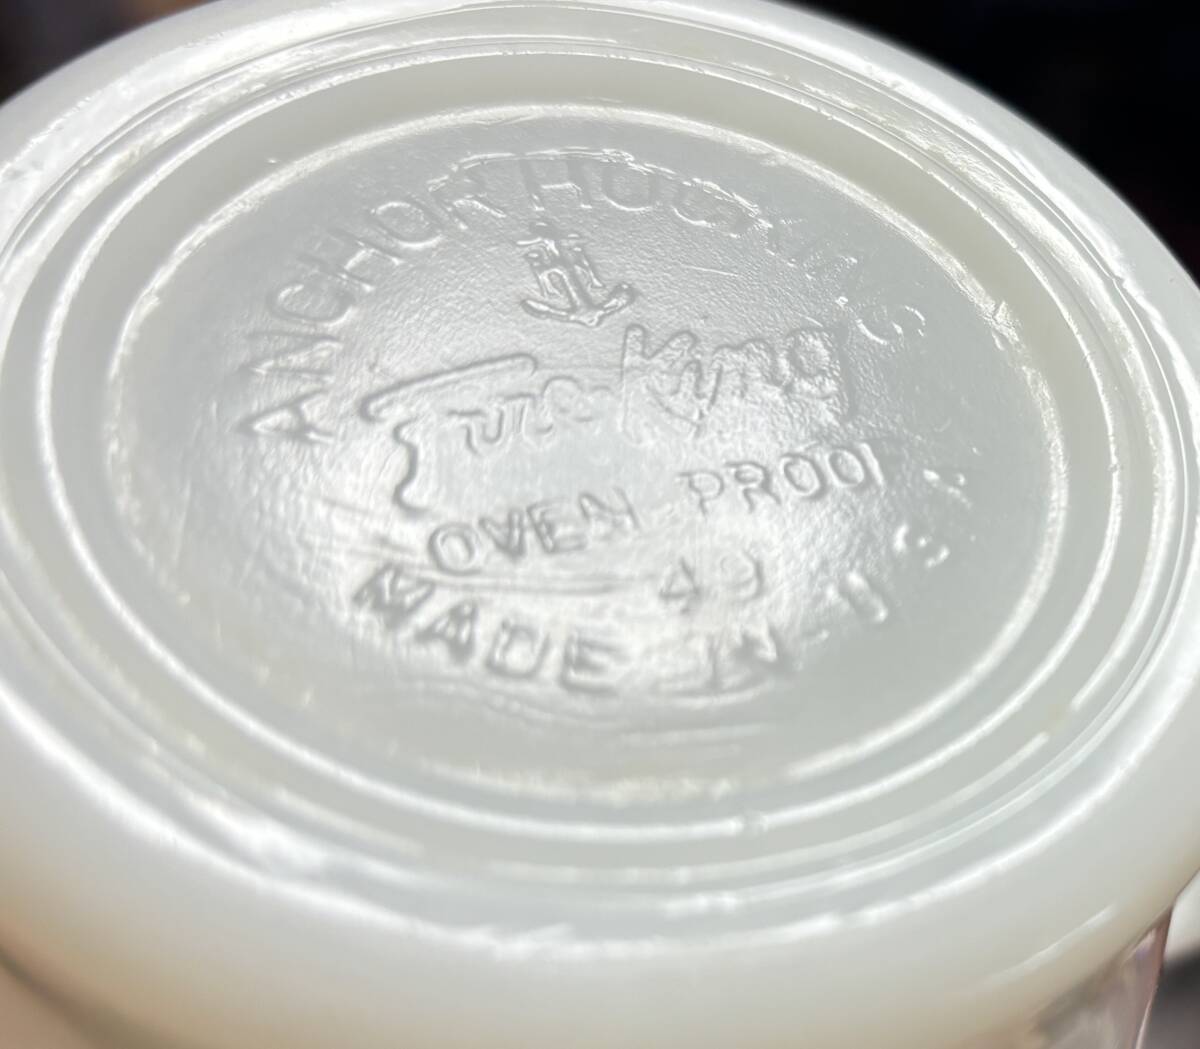 ANCHOR HOCKING
Fire-King
OVEN PROOF
49
MADE IN U.S.A.